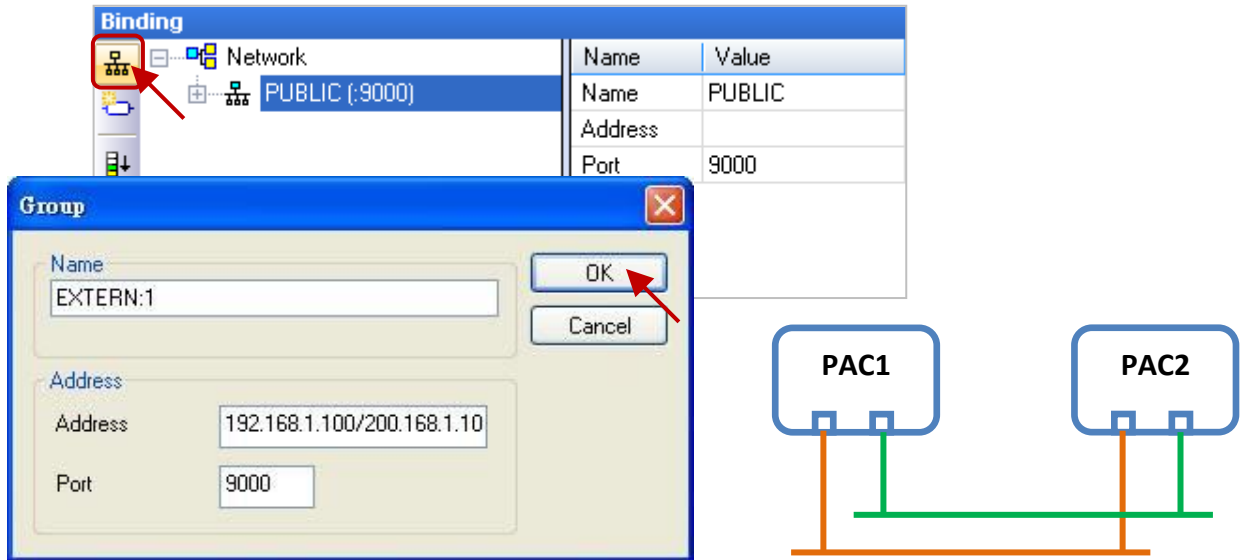 Binding
Network
PUBLIC (:9000)
Name Value
Name PUBLIC
Address
Port 9000
Group
Name
EXTERN:1
OK
Cancel
Address
Address 192.168.1.100/200.168.1.10
Port 9000
PAC1 PAC2